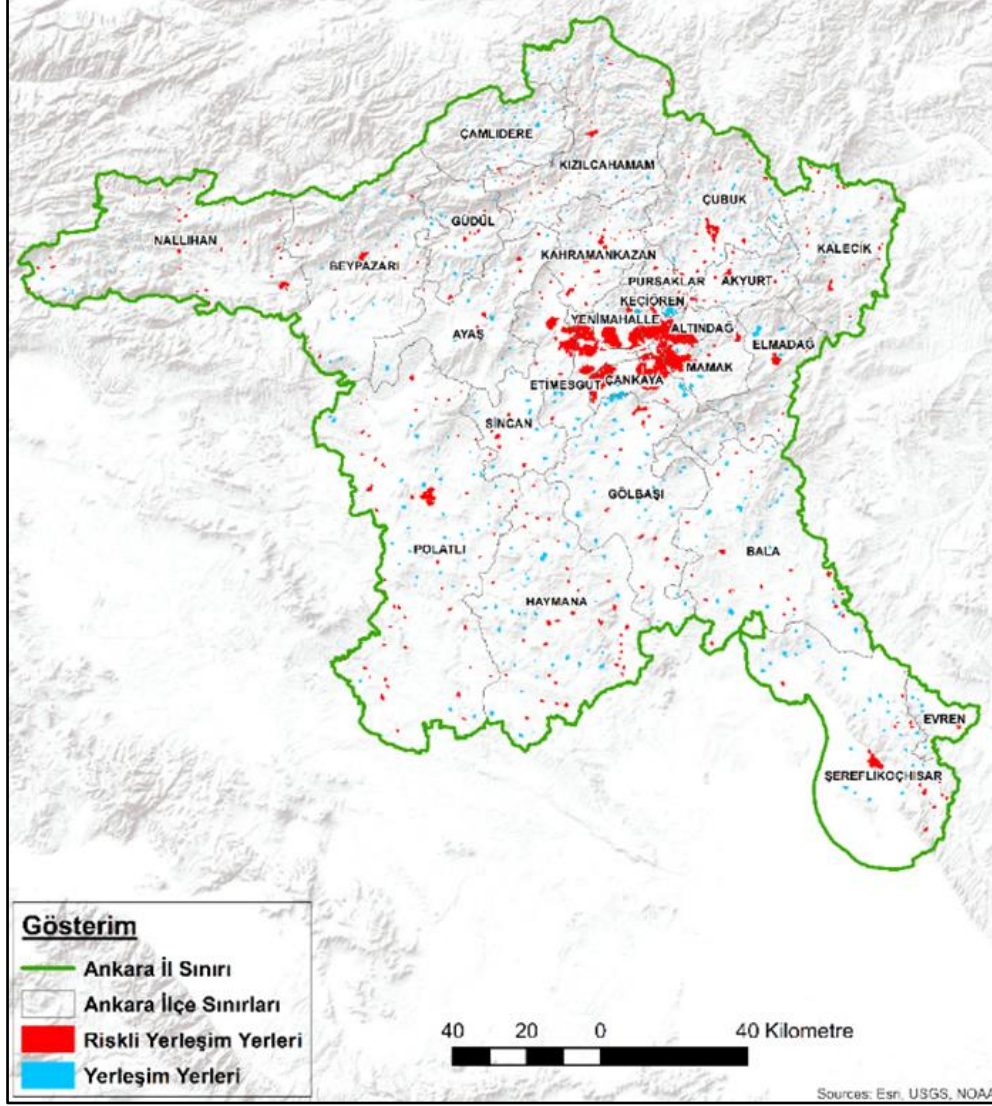 ÇAMLIDERE
KIZILCAHAMAM
ÇUBUK
GÜDÜL
NALLIHAN
KALECİK
KAHRAMANKAZAN
BEYPAZARI
PURSAKLAR
AKYURT
KEÇİÖREN
YENİMAHALLE
ALTINDAĞ
AYAŞ
ELMADAĞ
MAMAK
ETİMESGUT
ÇANKAYA
SİNCAN
GÖLBAŞI
POLATLI
BALA
HAYMANA
EVREN
ŞEREFLİKOÇHİSAR
Gösterim
Ankara İl Sınırı
Ankara İlçe Sınırları
Riskli Yerleşim Yerleri
Yerleşim Yerleri
40 20 0 40 Kilometre
Sources: Esri, USGS, NOAA